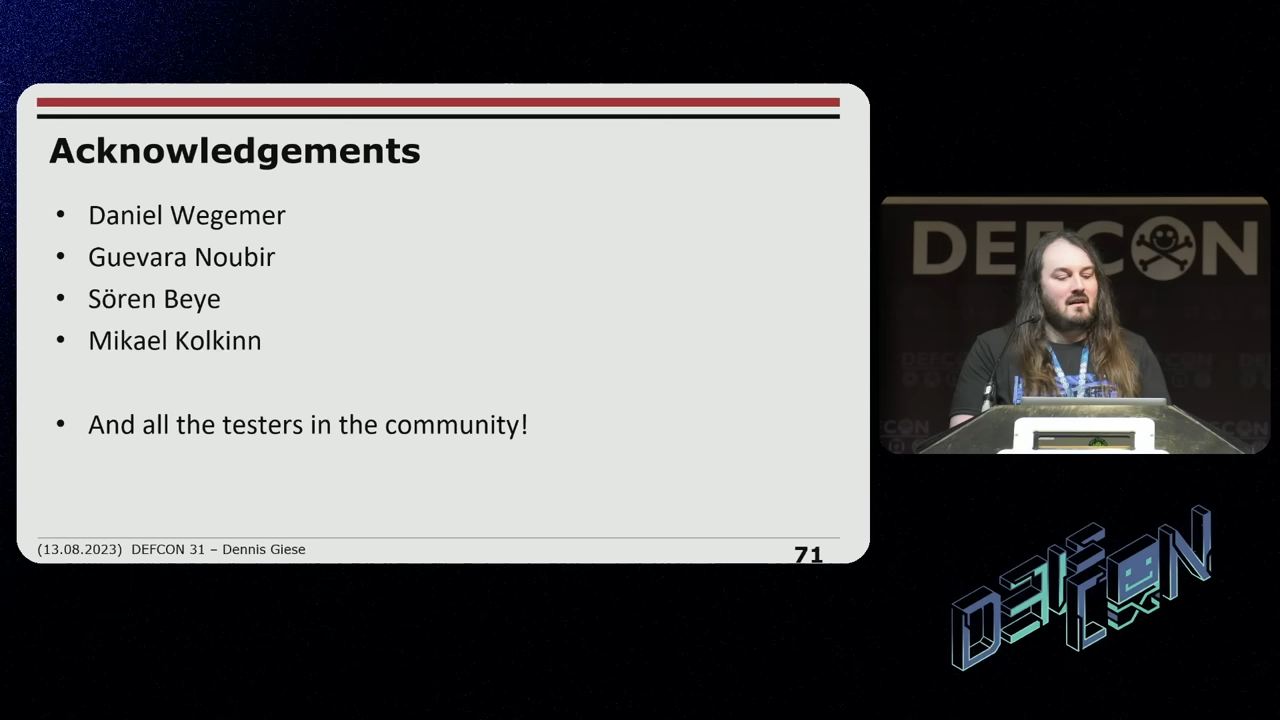 Acknowledgements
• Daniel Wegemer
• Guevara Noubir
• Sören Beye
• Mikael Kolkinn
• And all the testers in the community!
(13.08.2023) DEFCON 31 – Dennis Giese
71
DEFCON
DEFCON